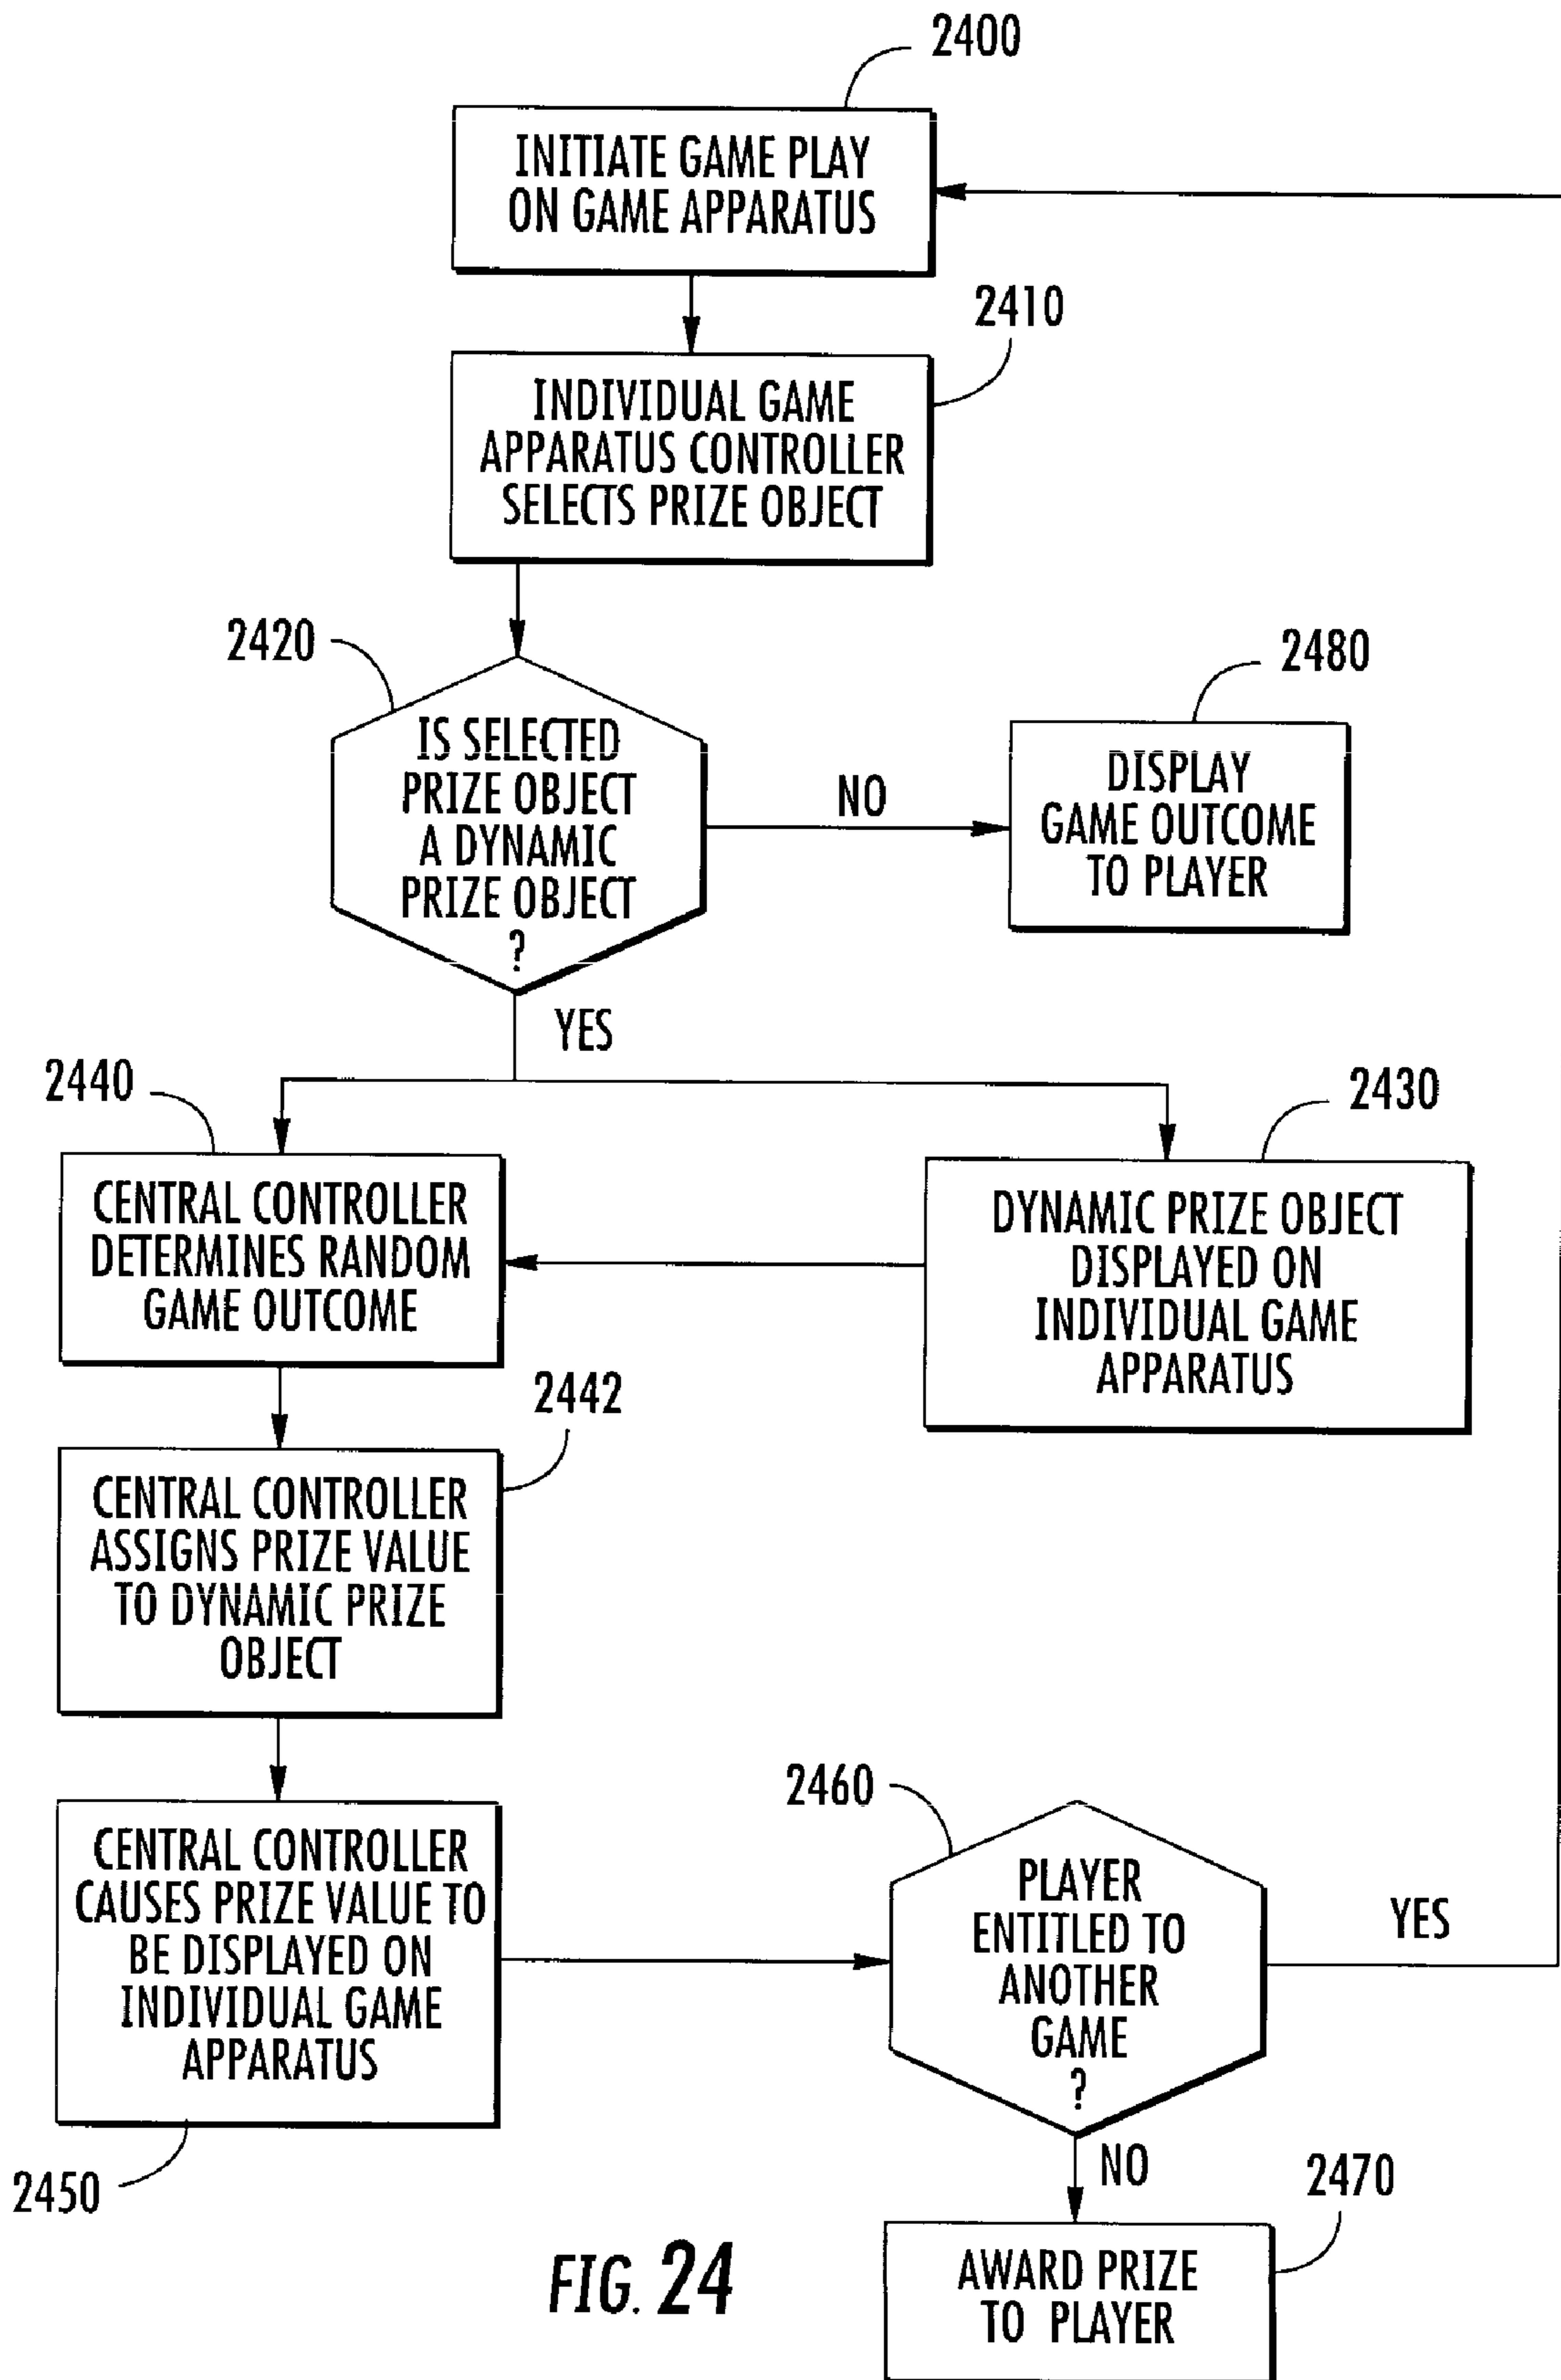 2400
INITIATE GAME PLAY
ON GAME APPARATUS
2410
INDIVIDUAL GAME
APPARATUS CONTROLLER
SELECTS PRIZE OBJECT
2420
IS SELECTED
PRIZE OBJECT
A DYNAMIC
PRIZE OBJECT
?
NO
2480
DISPLAY
GAME OUTCOME
TO PLAYER
YES
2440
CENTRAL CONTROLLER
DETERMINES RANDOM
GAME OUTCOME
2430
DYNAMIC PRIZE OBJECT
DISPLAYED ON
INDIVIDUAL GAME
APPARATUS
2442
CENTRAL CONTROLLER
ASSIGNS PRIZE VALUE
TO DYNAMIC PRIZE
OBJECT
CENTRAL CONTROLLER
CAUSES PRIZE VALUE TO
BE DISPLAYED ON
INDIVIDUAL GAME
APPARATUS
2450
2460
PLAYER
ENTITLED TO
ANOTHER
GAME
?
YES
NO
2470
AWARD PRIZE
TO PLAYER
FIG. 24